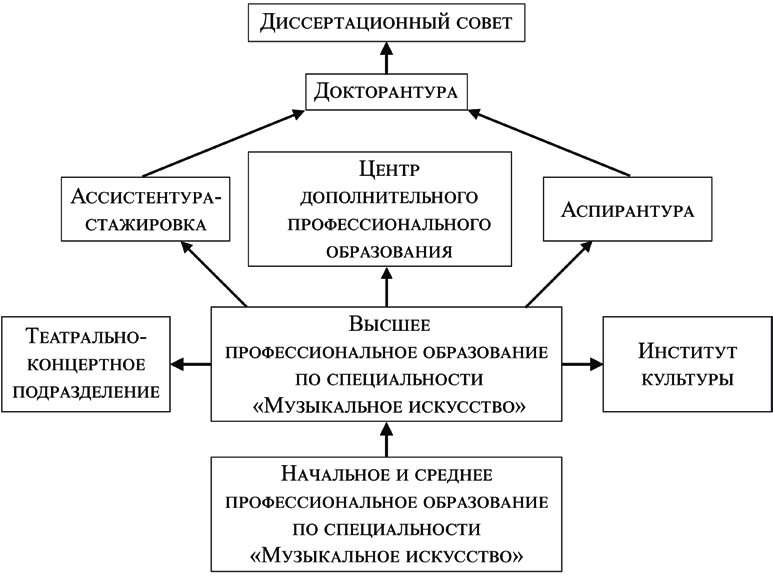 Диссертационный совет
Докторантура
Ассистентура-
стажировка
Центр
дополнительного
профессионального
образования
Аспирантура
Театрально-
концертное
подразделение
Высшее
профессиональное образование
по специальности
«Музыкальное искусство»
Институт
культуры
Начальное и среднее
профессиональное образование
по специальности
«Музыкальное искусство»